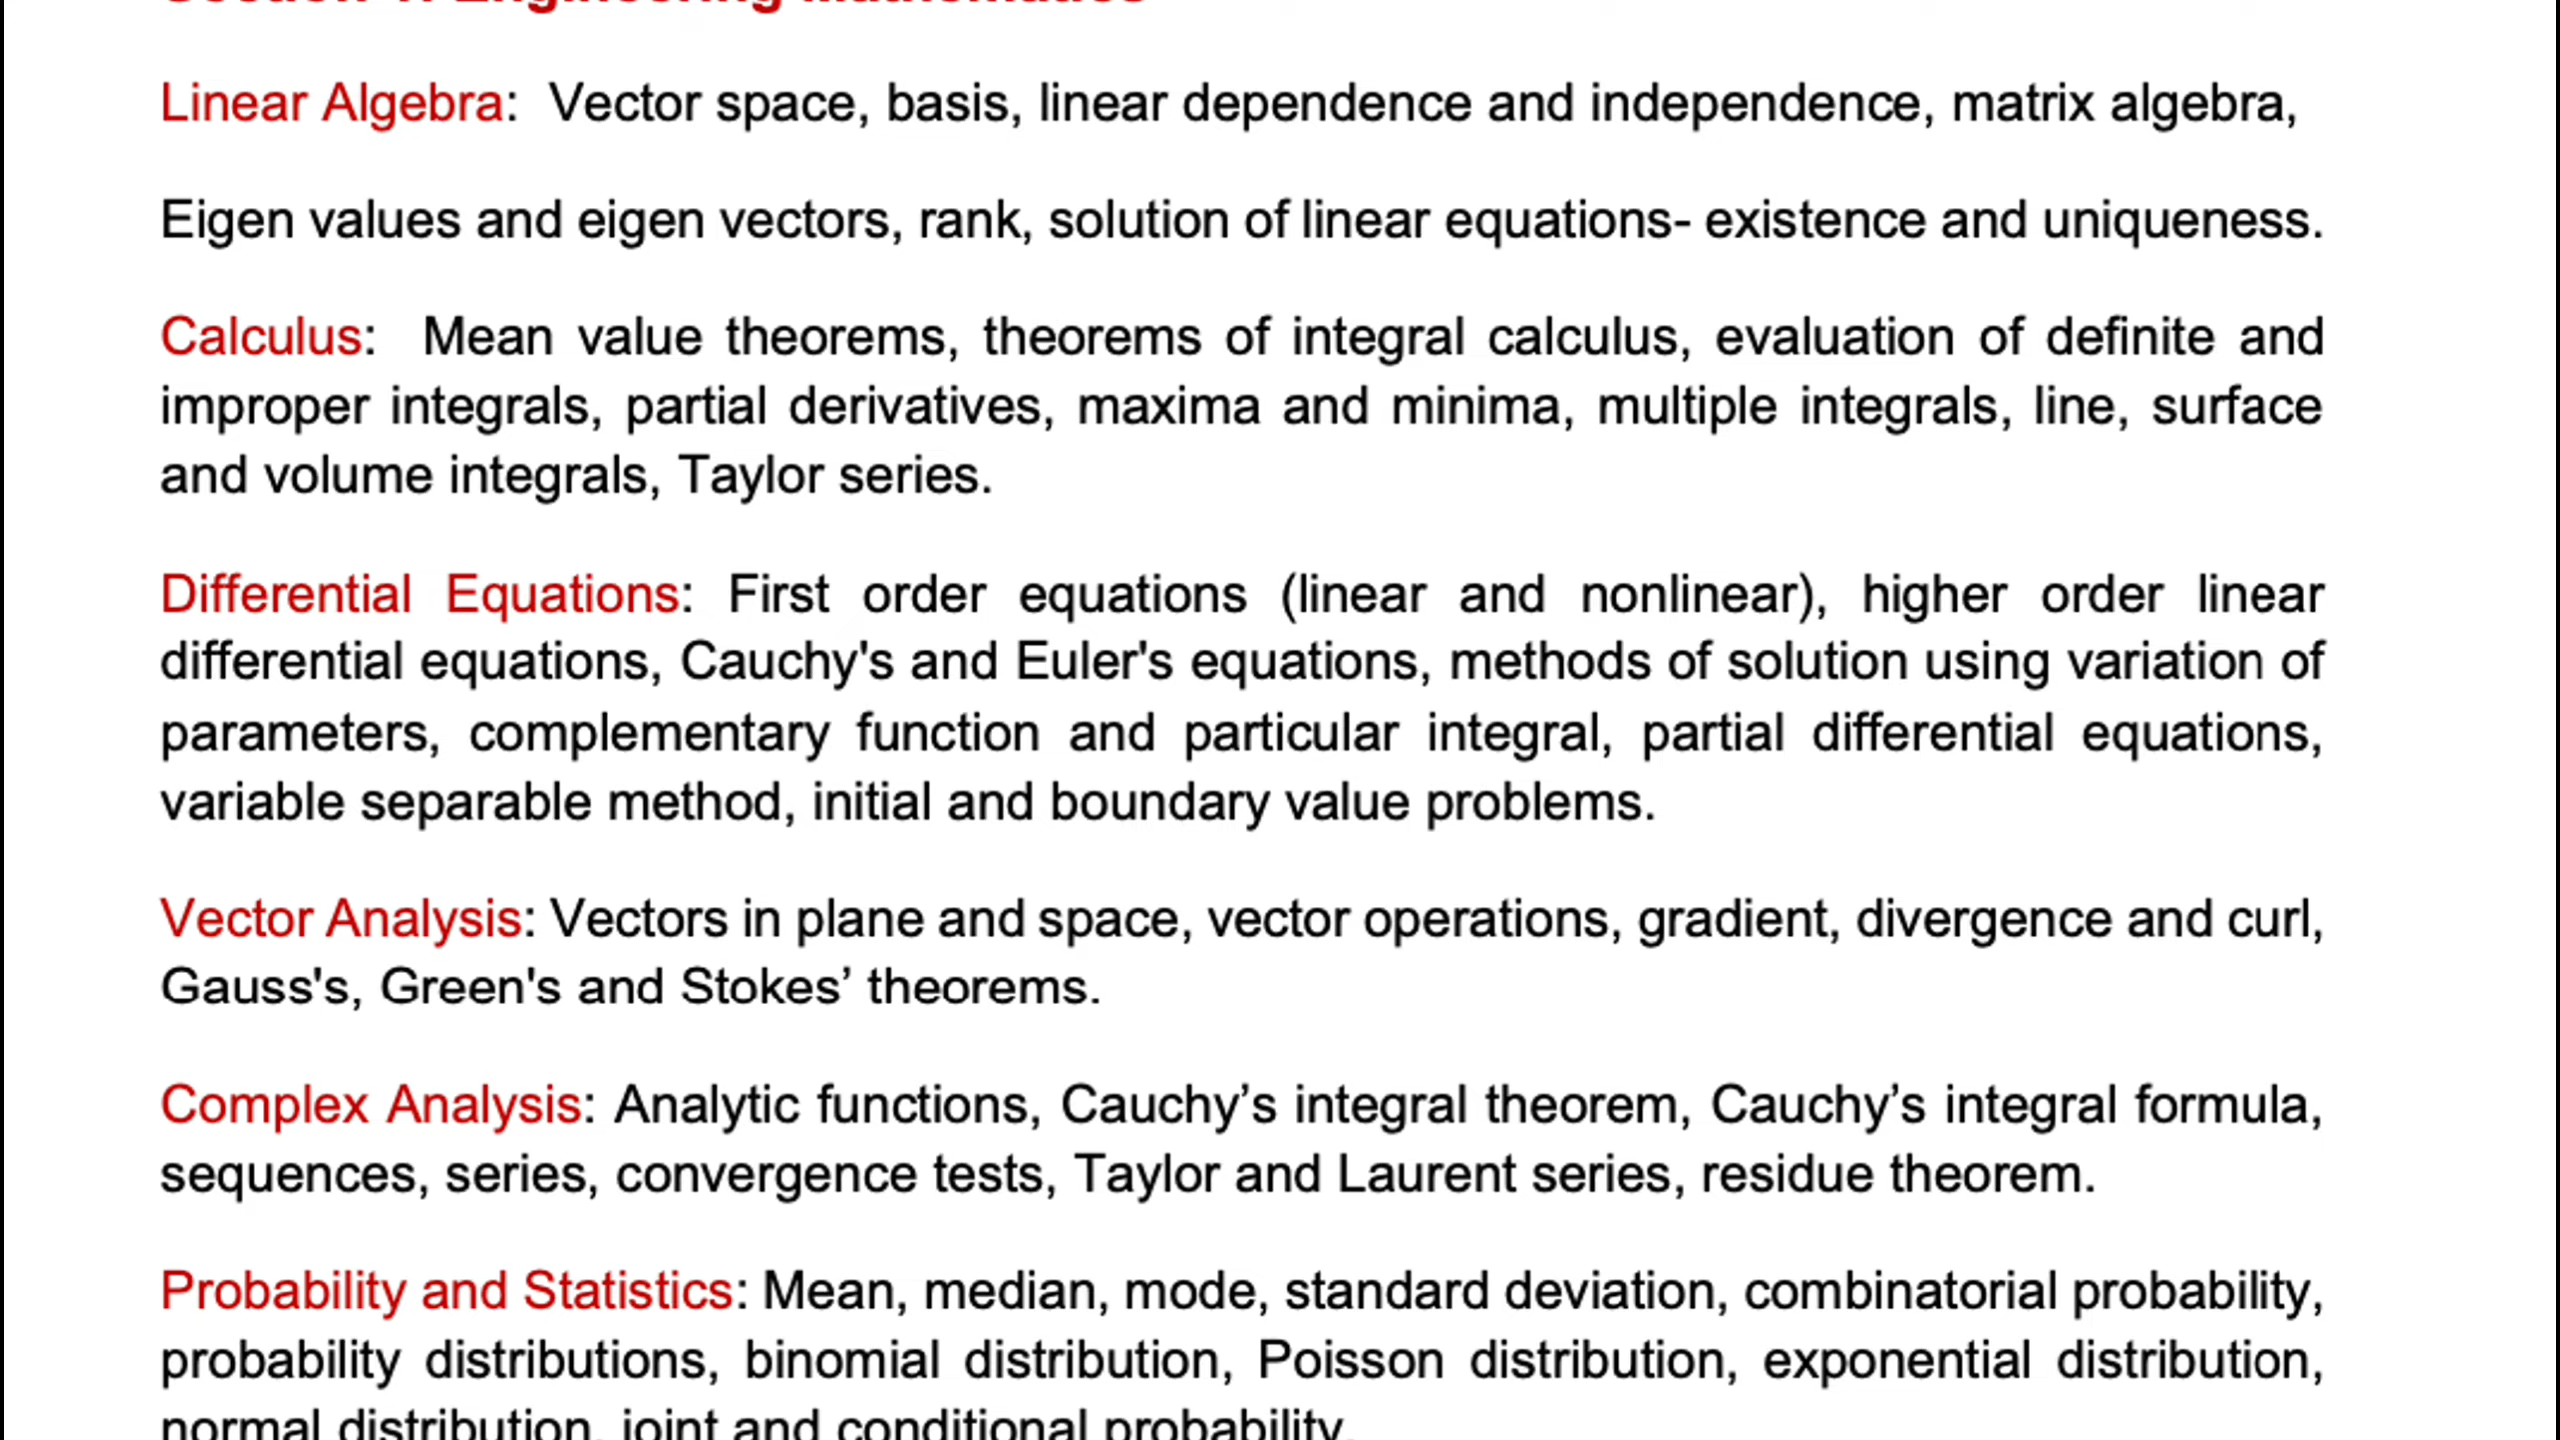 Section 1: Engineering Mathematics
Linear Algebra: Vector space, basis, linear dependence and independence, matrix algebra,
Eigen values and eigen vectors, rank, solution of linear equations- existence and uniqueness.
Calculus: Mean value theorems, theorems of integral calculus, evaluation of definite and
improper integrals, partial derivatives, maxima and minima, multiple integrals, line, surface
and volume integrals, Taylor series.
Differential Equations: First order equations (linear and nonlinear), higher order linear
differential equations, Cauchy's and Euler's equations, methods of solution using variation of
parameters, complementary function and particular integral, partial differential equations,
variable separable method, initial and boundary value problems.
Vector Analysis: Vectors in plane and space, vector operations, gradient, divergence and curl,
Gauss's, Green's and Stokes’ theorems.
Complex Analysis: Analytic functions, Cauchy’s integral theorem, Cauchy’s integral formula,
sequences, series, convergence tests, Taylor and Laurent series, residue theorem.
Probability and Statistics: Mean, median, mode, standard deviation, combinatorial probability,
probability distributions, binomial distribution, Poisson distribution, exponential distribution,
normal distribution, joint and conditional probability.